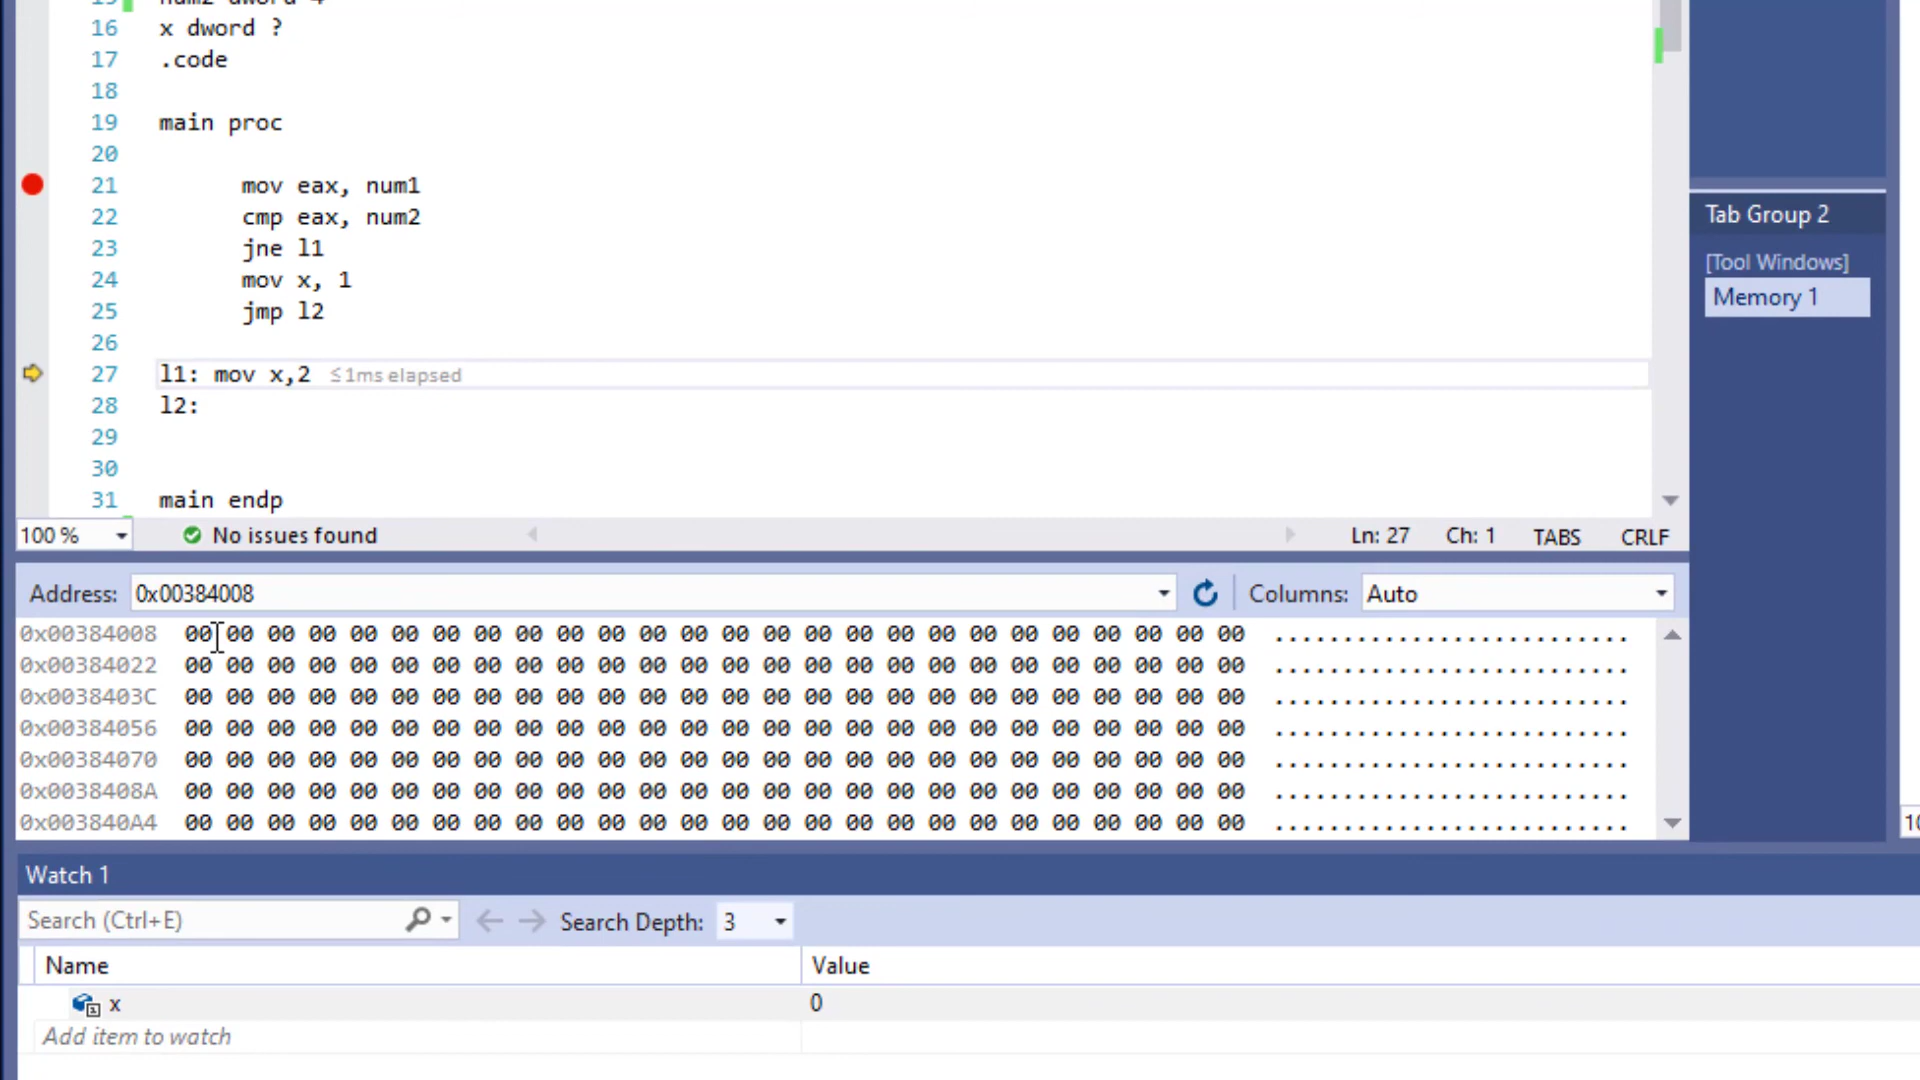 15 num2 dword 4
16 x dword ?
17 .code
18
19 main proc
20
21 mov eax, num1
22 cmp eax, num2
23 jne l1
24 mov x, 1
25 jmp l2
26
27 l1: mov x,2 ≤1ms elapsed
28 l2:
29
30
31 main endp
100 % No issues found Ln: 27 Ch: 1 TABS CRLF
Address: 0x00384008 Columns: Auto
0x00384008 00 00 00 00 00 00 00 00 00 00 00 00 00 00 00 00 00 00 00 00 00 00 00 00 00 00 ..........................
0x00384022 00 00 00 00 00 00 00 00 00 00 00 00 00 00 00 00 00 00 00 00 00 00 00 00 00 00 ..........................
0x0038403C 00 00 00 00 00 00 00 00 00 00 00 00 00 00 00 00 00 00 00 00 00 00 00 00 00 00 ..........................
0x00384056 00 00 00 00 00 00 00 00 00 00 00 00 00 00 00 00 00 00 00 00 00 00 00 00 00 00 ..........................
0x00384070 00 00 00 00 00 00 00 00 00 00 00 00 00 00 00 00 00 00 00 00 00 00 00 00 00 00 ..........................
0x0038408A 00 00 00 00 00 00 00 00 00 00 00 00 00 00 00 00 00 00 00 00 00 00 00 00 00 00 ..........................
0x003840A4 00 00 00 00 00 00 00 00 00 00 00 00 00 00 00 00 00 00 00 00 00 00 00 00 00 00 ..........................
Tab Group 2
[Tool Windows]
Memory 1
Watch 1
Search (Ctrl+E) Search Depth: 3
Name Value
x 0
Add item to watch